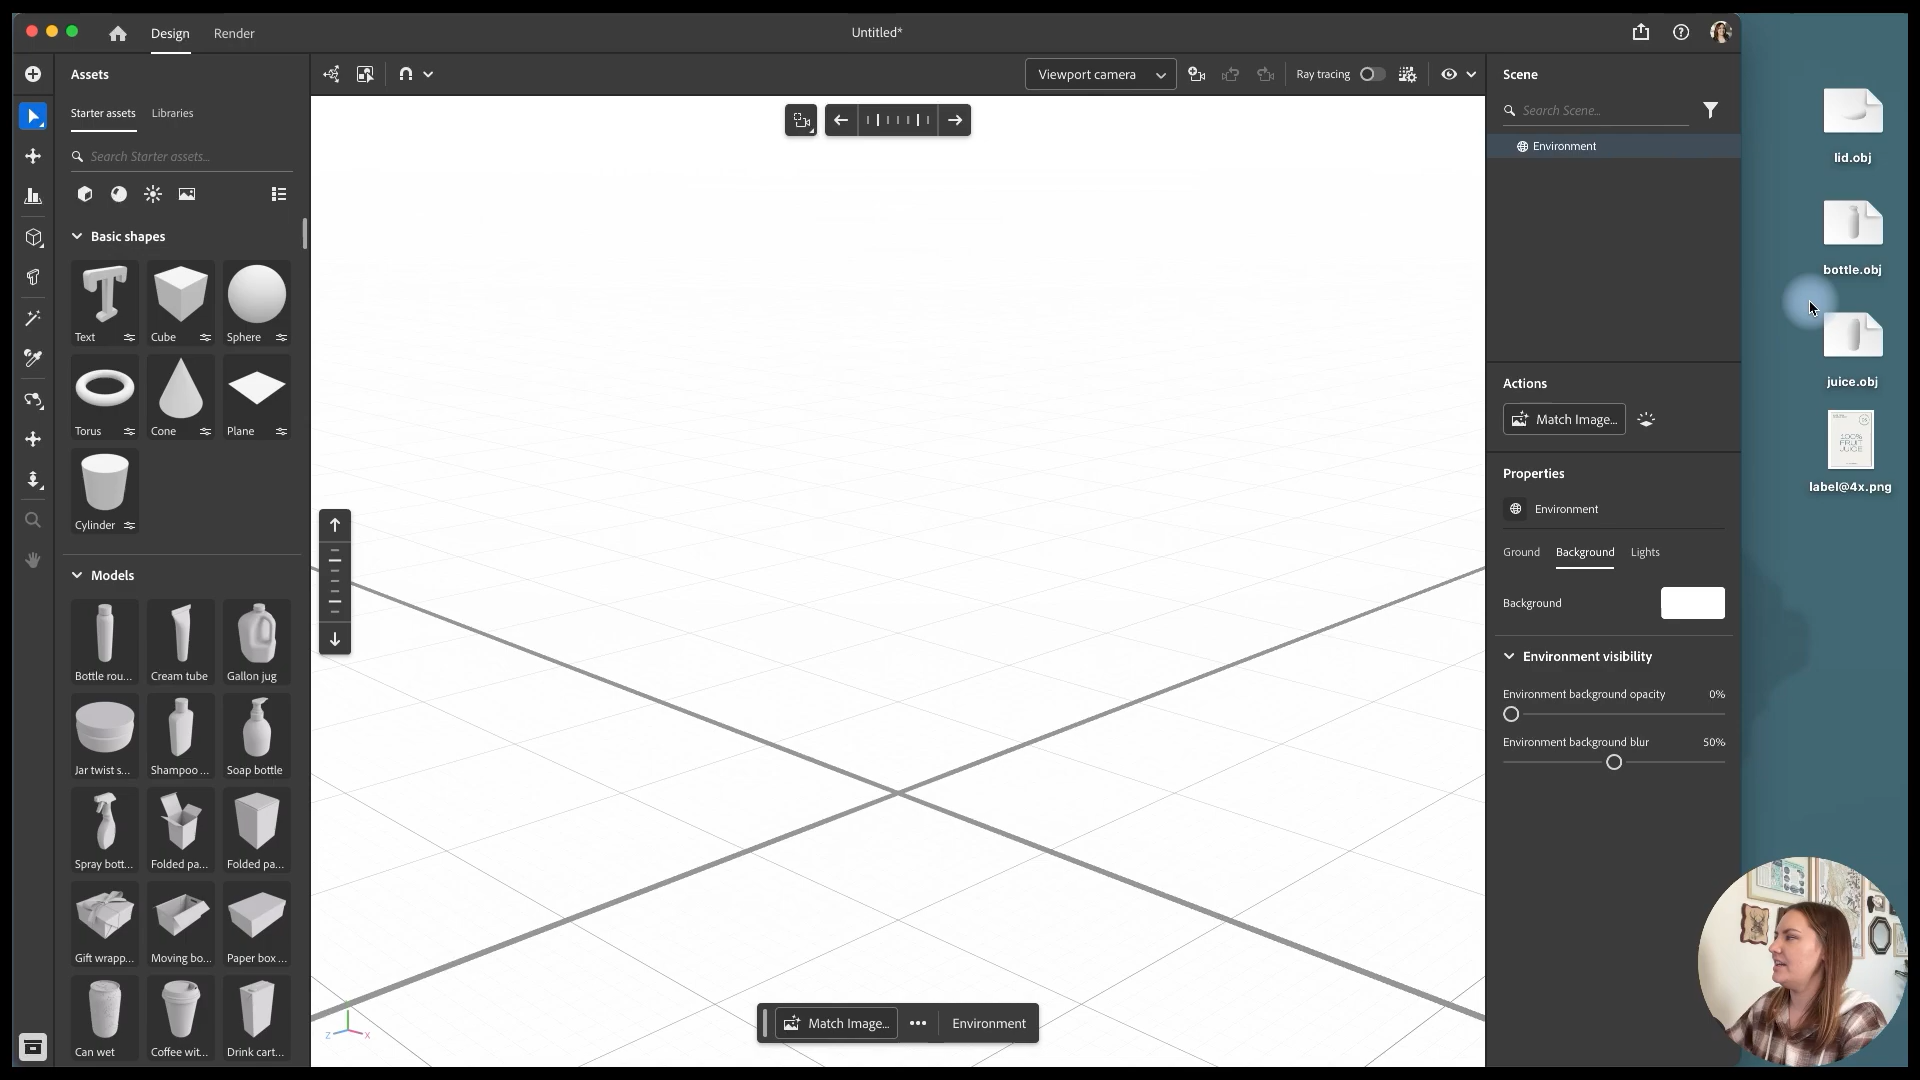 Design
Render
Untitled*
Assets
Starter assets
Libraries
Search Starter assets...
Basic shapes
Text
Cube
Sphere
Torus
Cone
Plane
Cylinder
Models
Bottle rou...
Cream tube
Gallon jug
Jar twist s...
Shampoo ...
Soap bottle
Spray bott...
Folded pa...
Folded pa...
Gift wrapp...
Moving bo...
Paper box ...
Can wet
Coffee wit...
Drink cart...
Viewport camera
Ray tracing
Z
X
Match Image...
Environment
Scene
Search Scene...
Environment
Actions
Match Image...
Properties
Environment
Ground
Background
Lights
Background
Environment visibility
Environment background opacity 0%
Environment background blur 50%
lid.obj
bottle.obj
juice.obj
100%
FRUIT
JUICE
label@4x.png